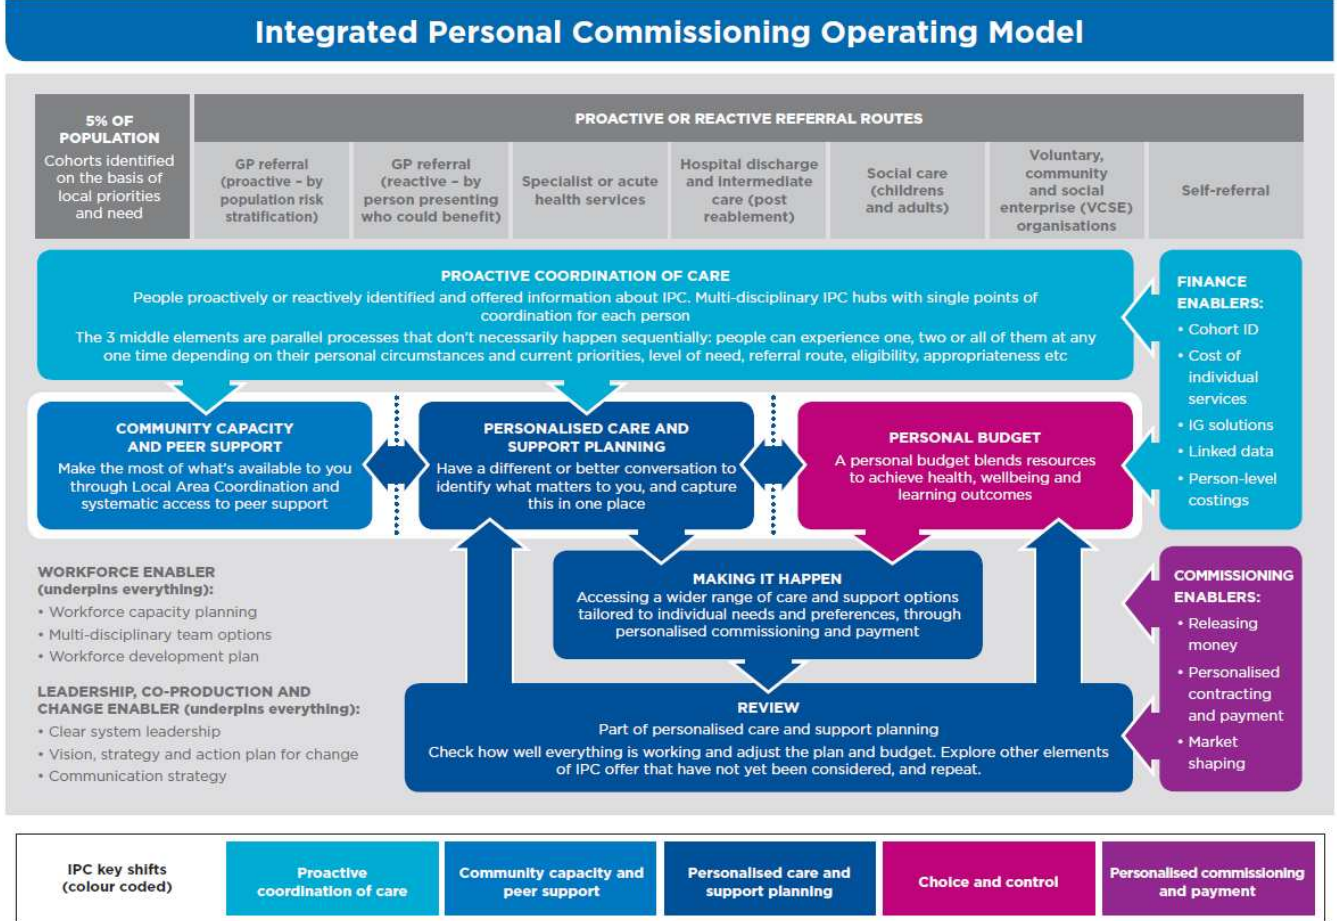 Integrated Personal Commissioning Operating Model
5% OF
POPULATION
Cohorts identified
on the basis of
local priorities
and need
PROACTIVE OR REACTIVE REFERRAL ROUTES
GP referral
(proactive – by
population risk
stratification)
GP referral
(reactive – by
person presenting
who could benefit)
Specialist or acute
health services
Hospital discharge
and intermediate
care (post
reablement)
Social care
(childrens
and adults)
Voluntary,
community
and social
enterprise (VCSE)
organisations
Self-referral
PROACTIVE COORDINATION OF CARE
People proactively or reactively identified and offered information about IPC. Multi-disciplinary IPC hubs with single points of
coordination for each person
The 3 middle elements are parallel processes that don't necessarily happen sequentially: people can experience one, two or all of them at any
one time depending on their personal circumstances and current priorities, level of need, referral route, eligibility, appropriateness etc
FINANCE
ENABLERS:
• Cohort ID
• Cost of
individual
services
• IG solutions
• Linked data
• Person-level
costings
COMMUNITY CAPACITY
AND PEER SUPPORT
Make the most of what's available to you
through Local Area Coordination and
systematic access to peer support
PERSONALISED CARE AND
SUPPORT PLANNING
Have a different or better conversation to
identify what matters to you, and capture
this in one place
PERSONAL BUDGET
A personal budget blends resources
to achieve health, wellbeing and
learning outcomes
WORKFORCE ENABLER
(underpins everything):
• Workforce capacity planning
• Multi-disciplinary team options
• Workforce development plan
LEADERSHIP, CO-PRODUCTION AND
CHANGE ENABLER (underpins everything):
• Clear system leadership
• Vision, strategy and action plan for change
• Communication strategy
MAKING IT HAPPEN
Accessing a wider range of care and support options
tailored to individual needs and preferences, through
personalised commissioning and payment
REVIEW
Part of personalised care and support planning
Check how well everything is working and adjust the plan and budget. Explore other elements
of IPC offer that have not yet been considered, and repeat.
COMMISSIONING
ENABLERS:
• Releasing
money
• Personalised
contracting
and payment
• Market
shaping
IPC key shifts
(colour coded)
Proactive
coordination of care
Community capacity and
peer support
Personalised care and
support planning
Choice and control
Personalised commissioning
and payment